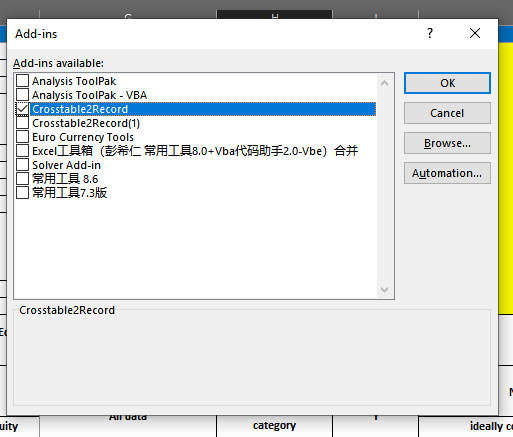 H
Add-ins
?
Add-ins available:
Analysis ToolPak
Analysis ToolPak - VBA
Crosstable2Record
Crosstable2Record(1)
Euro Currency Tools
Excel工具箱（彭希仁 常用工具8.0+Vba代码助手2.0-Vbe）合并
Solver Add-in
常用工具 8.6
常用工具7.3版
OK
Cancel
Browse...
Automation...
Crosstable2Record
All data
category
ideally